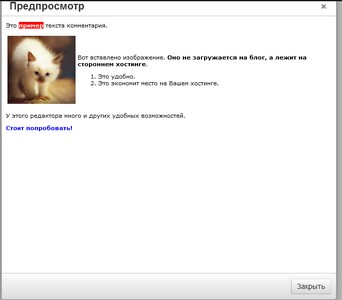 Предпросмотр ×
Это пример текста комментария.
Вот вставлено изображение. Оно не загружается на блог, а лежит на
стороннем хостинге.
1. Это удобно.
2. Это экономит место на Вашем хостинге.
У этого редактора много и других удобных возможностей.
Стоит попробовать!
Закрыть